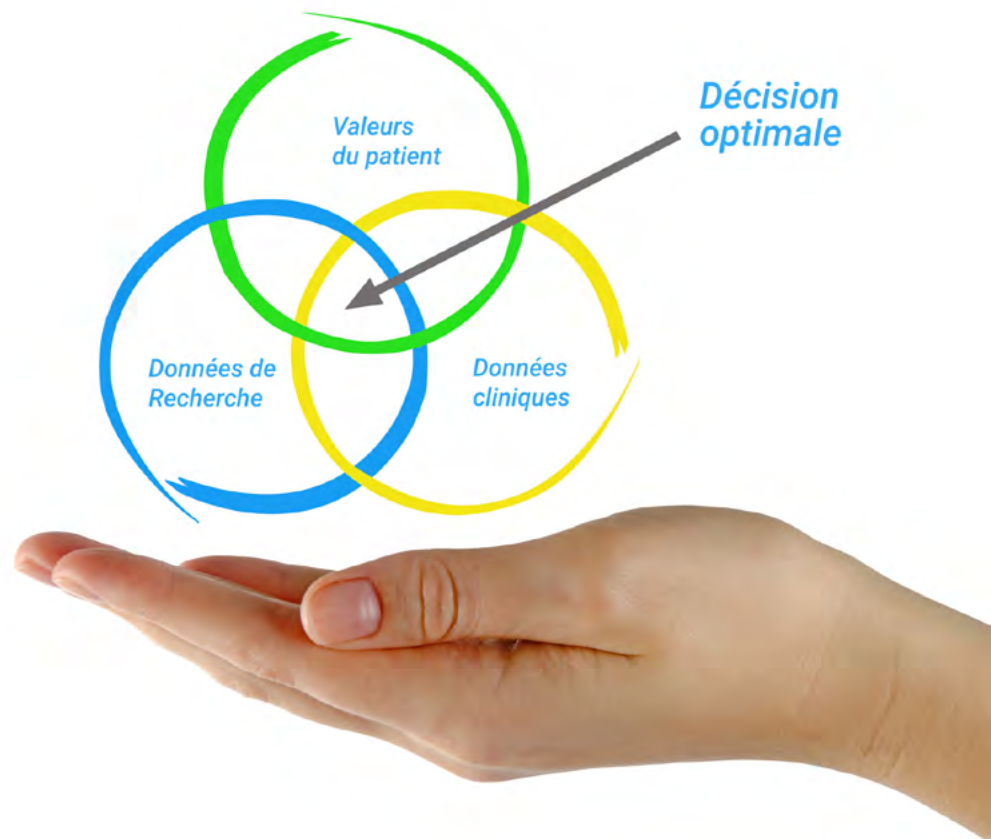 Décision
optimale
Valeurs
du patient
Données de
Recherche
Données
cliniques